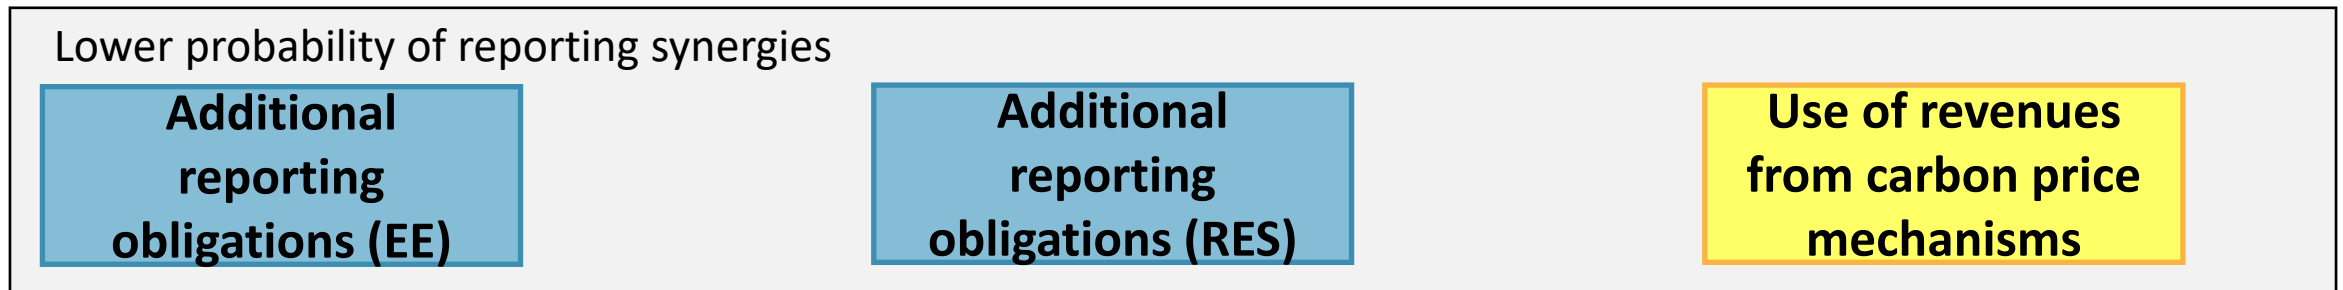 Lower probability of reporting synergies
Additional
reporting
obligations (EE)
Additional
reporting
obligations (RES)
Use of revenues
from carbon price
mechanisms